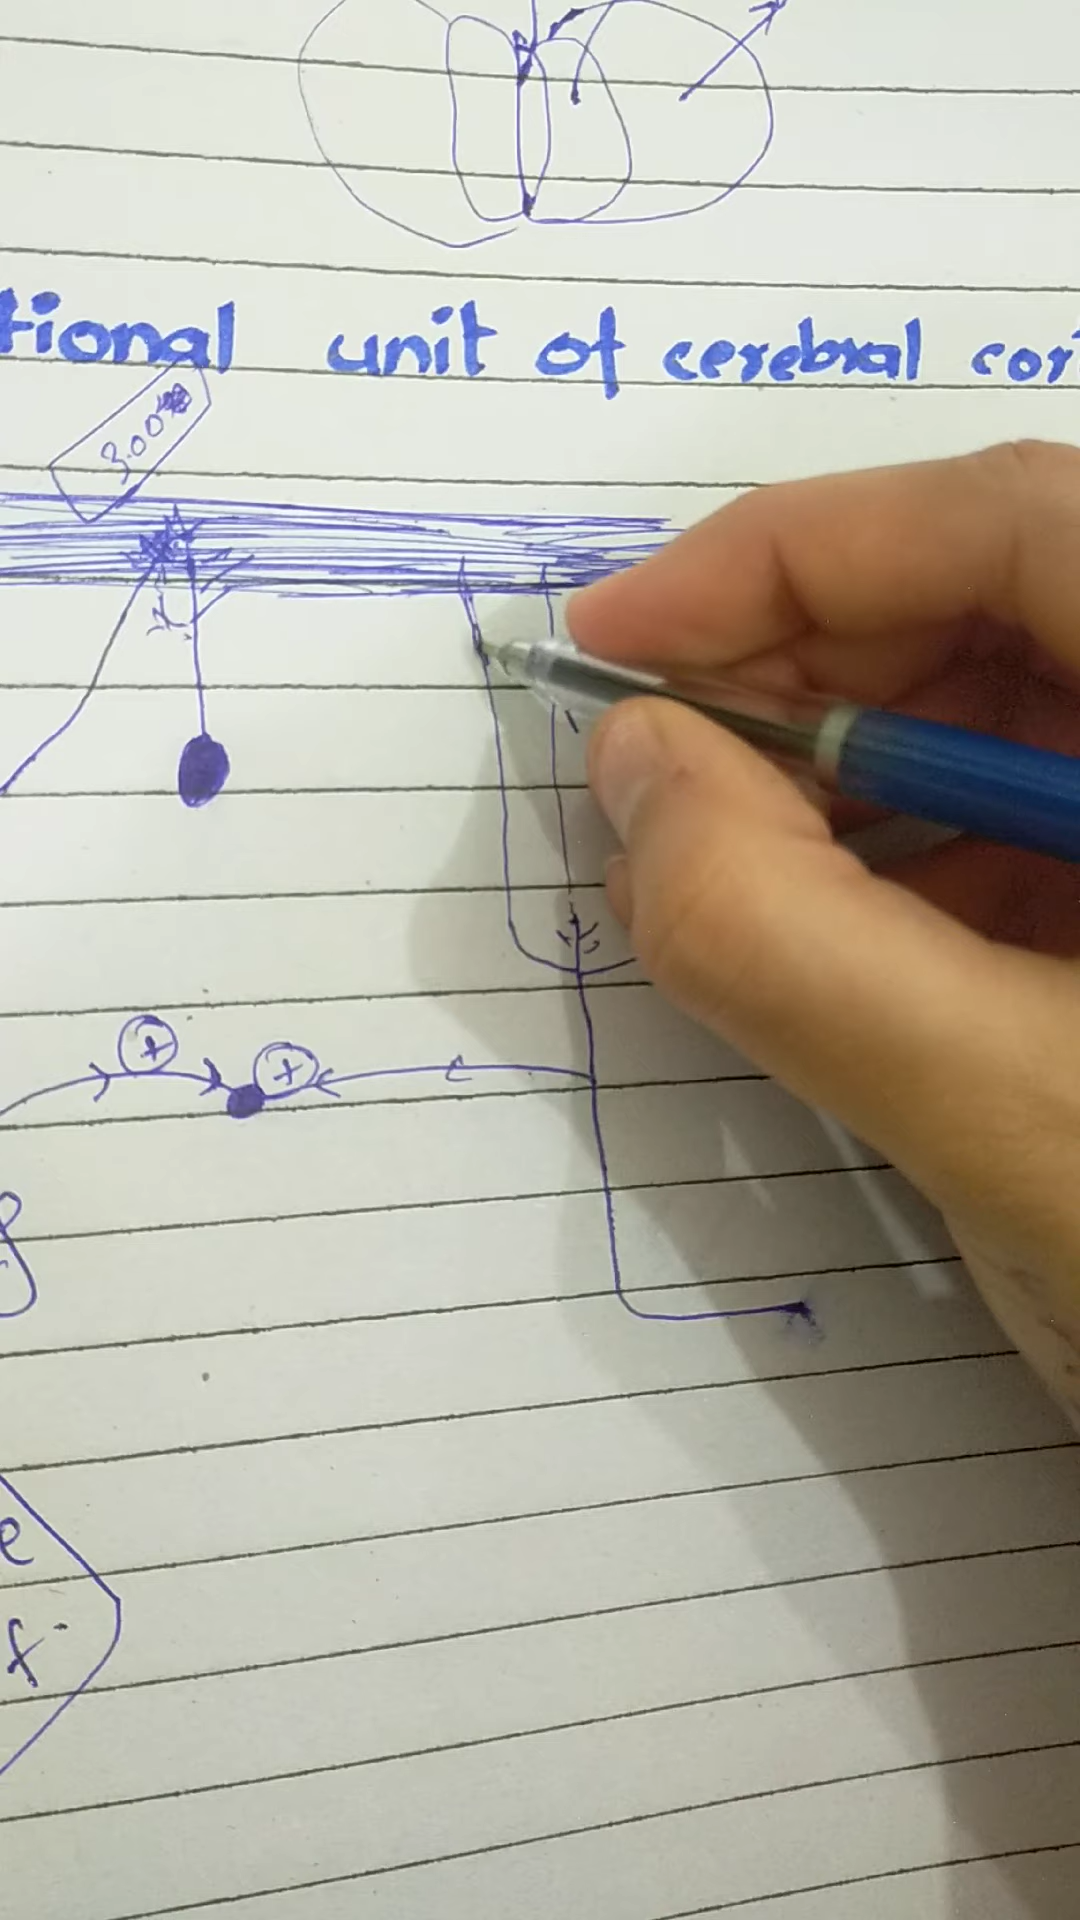 tional unit of cerebral cor
3.00
+
+
e
f